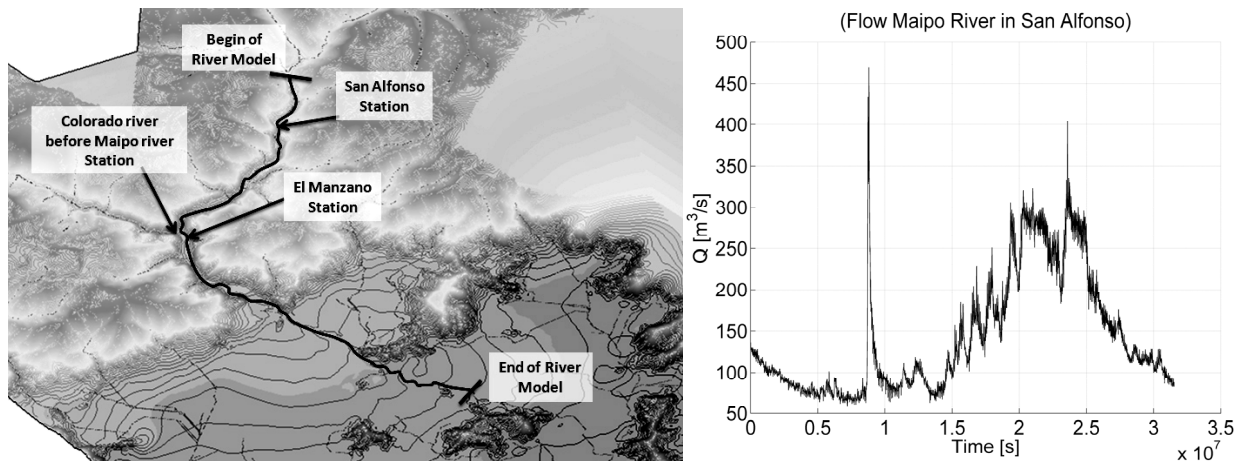 Begin of
River Model
San Alfonso
Station
Colorado river
before Maipo river
Station
El Manzano
Station
End of River
Model
(Flow Maipo River in San Alfonso)
Q [m³/s]
500
450
400
350
300
250
200
150
100
50
0 0.5 1 1.5 2 2.5 3 3.5
Time [s]
x 10⁷